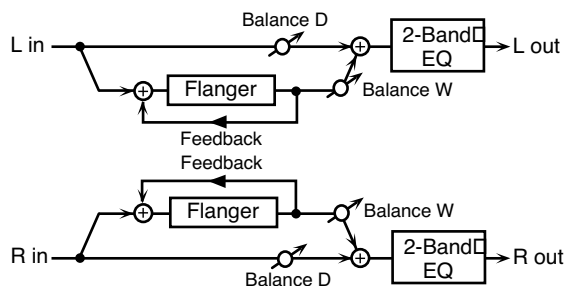 Balance D
L in
2-Band
EQ
L out
Flanger
Balance W
Feedback
Feedback
Flanger
Balance W
R in
2-Band
EQ
R out
Balance D